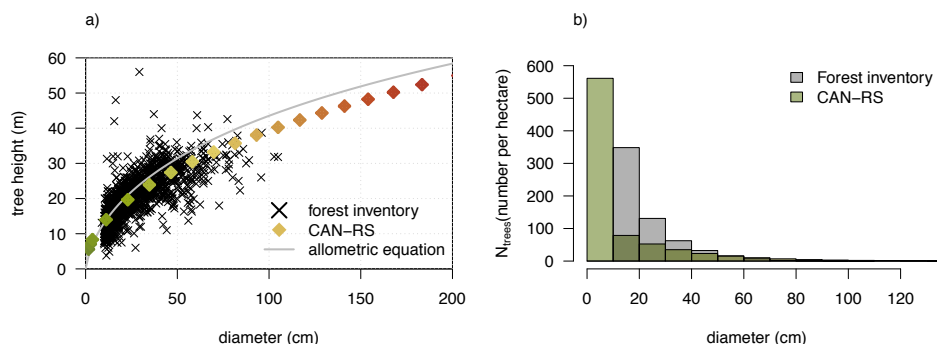 a)
tree height (m)
60
50
40
30
20
10
0
forest inventory
CAN−RS
allometric equation
0
50
100
150
200
diameter (cm)
b)
N_trees(number per hectare)
600
500
400
300
200
100
0
Forest inventory
CAN−RS
0
20
40
60
80
100
120
diameter (cm)